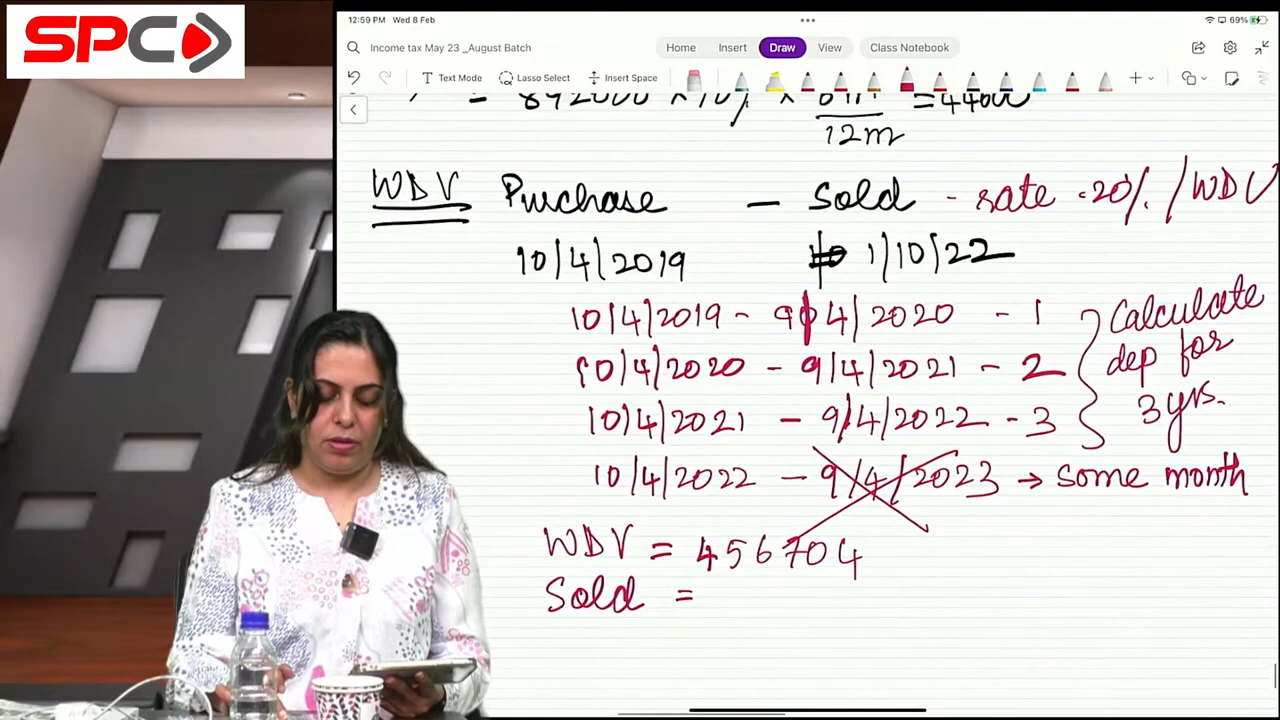 SPC
12:59 PM Wed 8 Feb
69%
Income tax May 23 _August Batch
Home Insert Draw View Class Notebook
Text Mode Lasso Select Insert Space
= 892000 × 10% × 6m = 44600
12m
WDV Purchase - Sold - rate - 20% / WDV
10/4/2019 1/10/22
10/4/2019 - 9/4/2020 - 1
10/4/2020 - 9/4/2021 - 2
10/4/2021 - 9/4/2022 - 3
Calculate
dep for
3 yrs.
10/4/2022 - 9/4/2023 → some month
WDV = 456704
Sold =